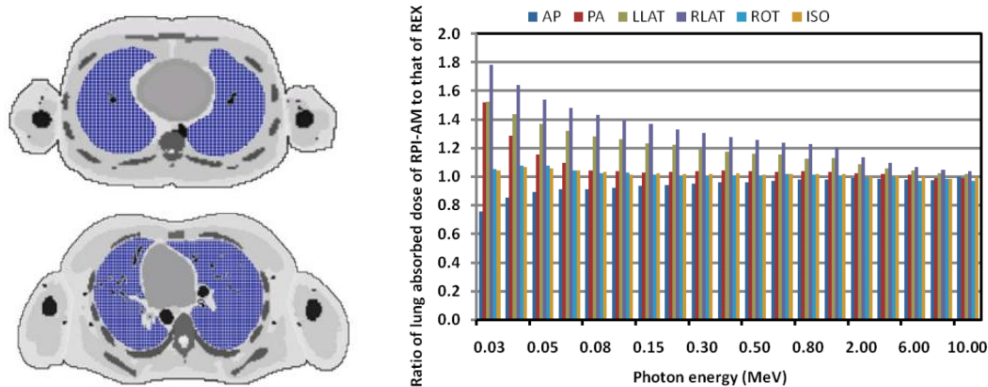 AP PA LLAT RLAT ROT ISO
Ratio of lung absorbed dose of RPI-AM to that of REX
2.0
1.8
1.6
1.4
1.2
1.0
0.8
0.6
0.4
0.2
0.0
0.03 0.05 0.08 0.15 0.30 0.50 0.80 2.00 6.00 10.00
Photon energy (MeV)